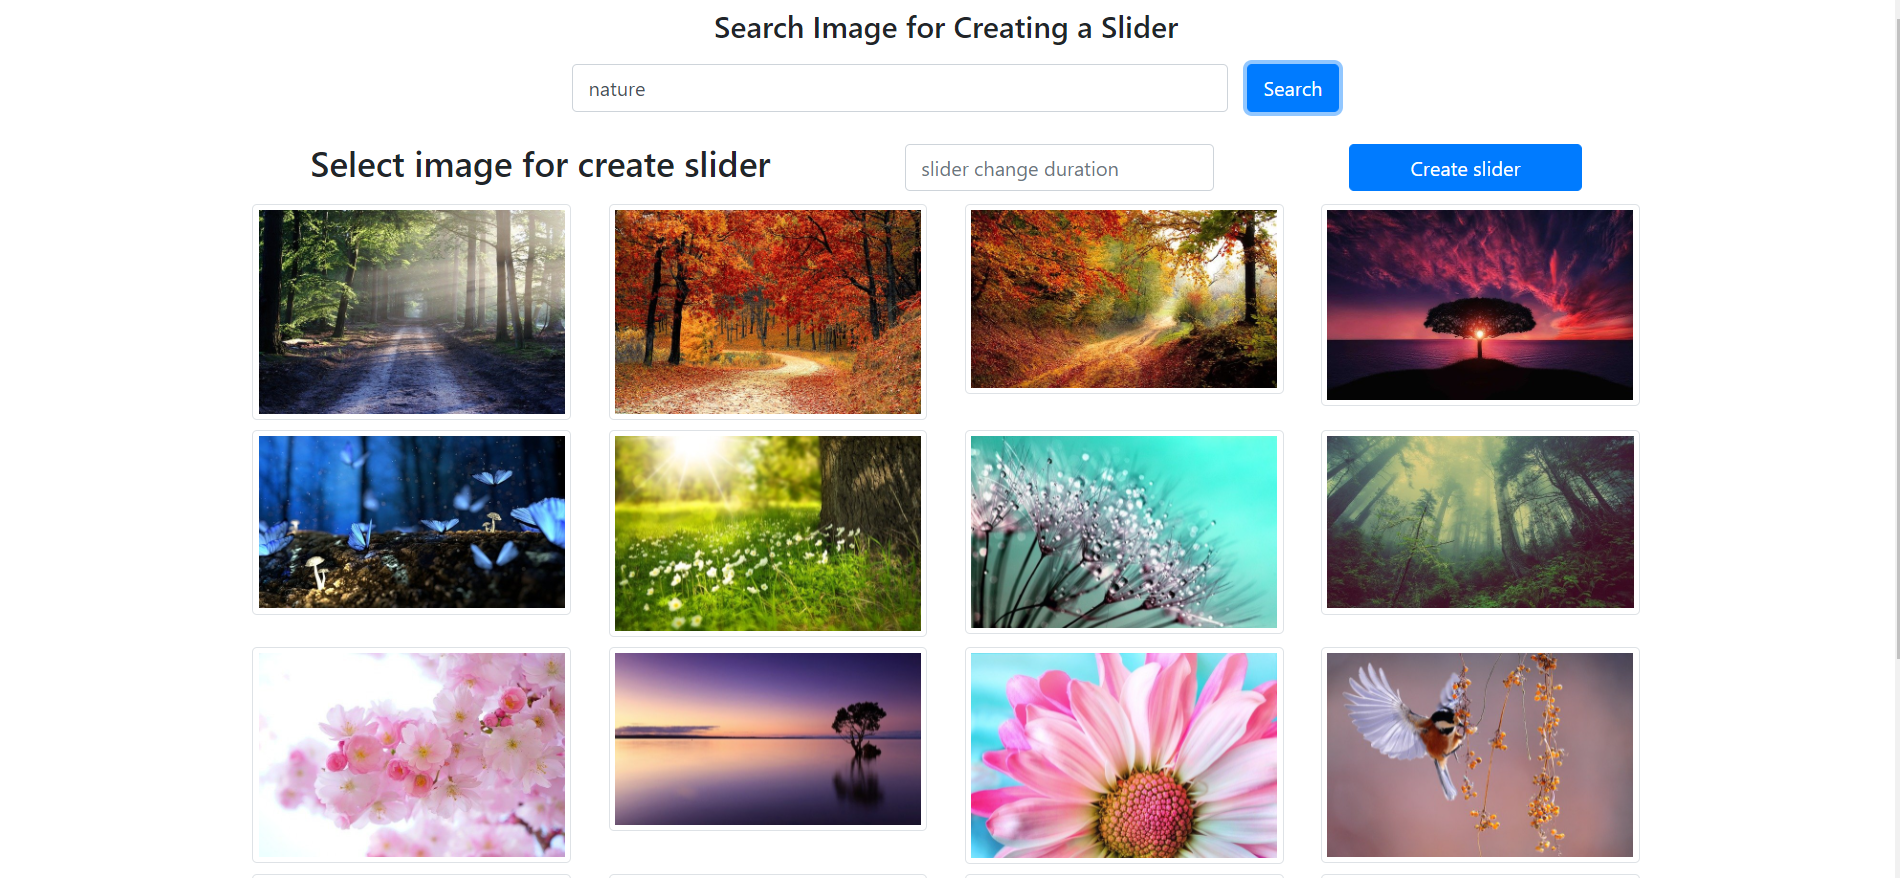 Search Image for Creating a Slider
nature
Search
Select image for create slider
slider change duration
Create slider